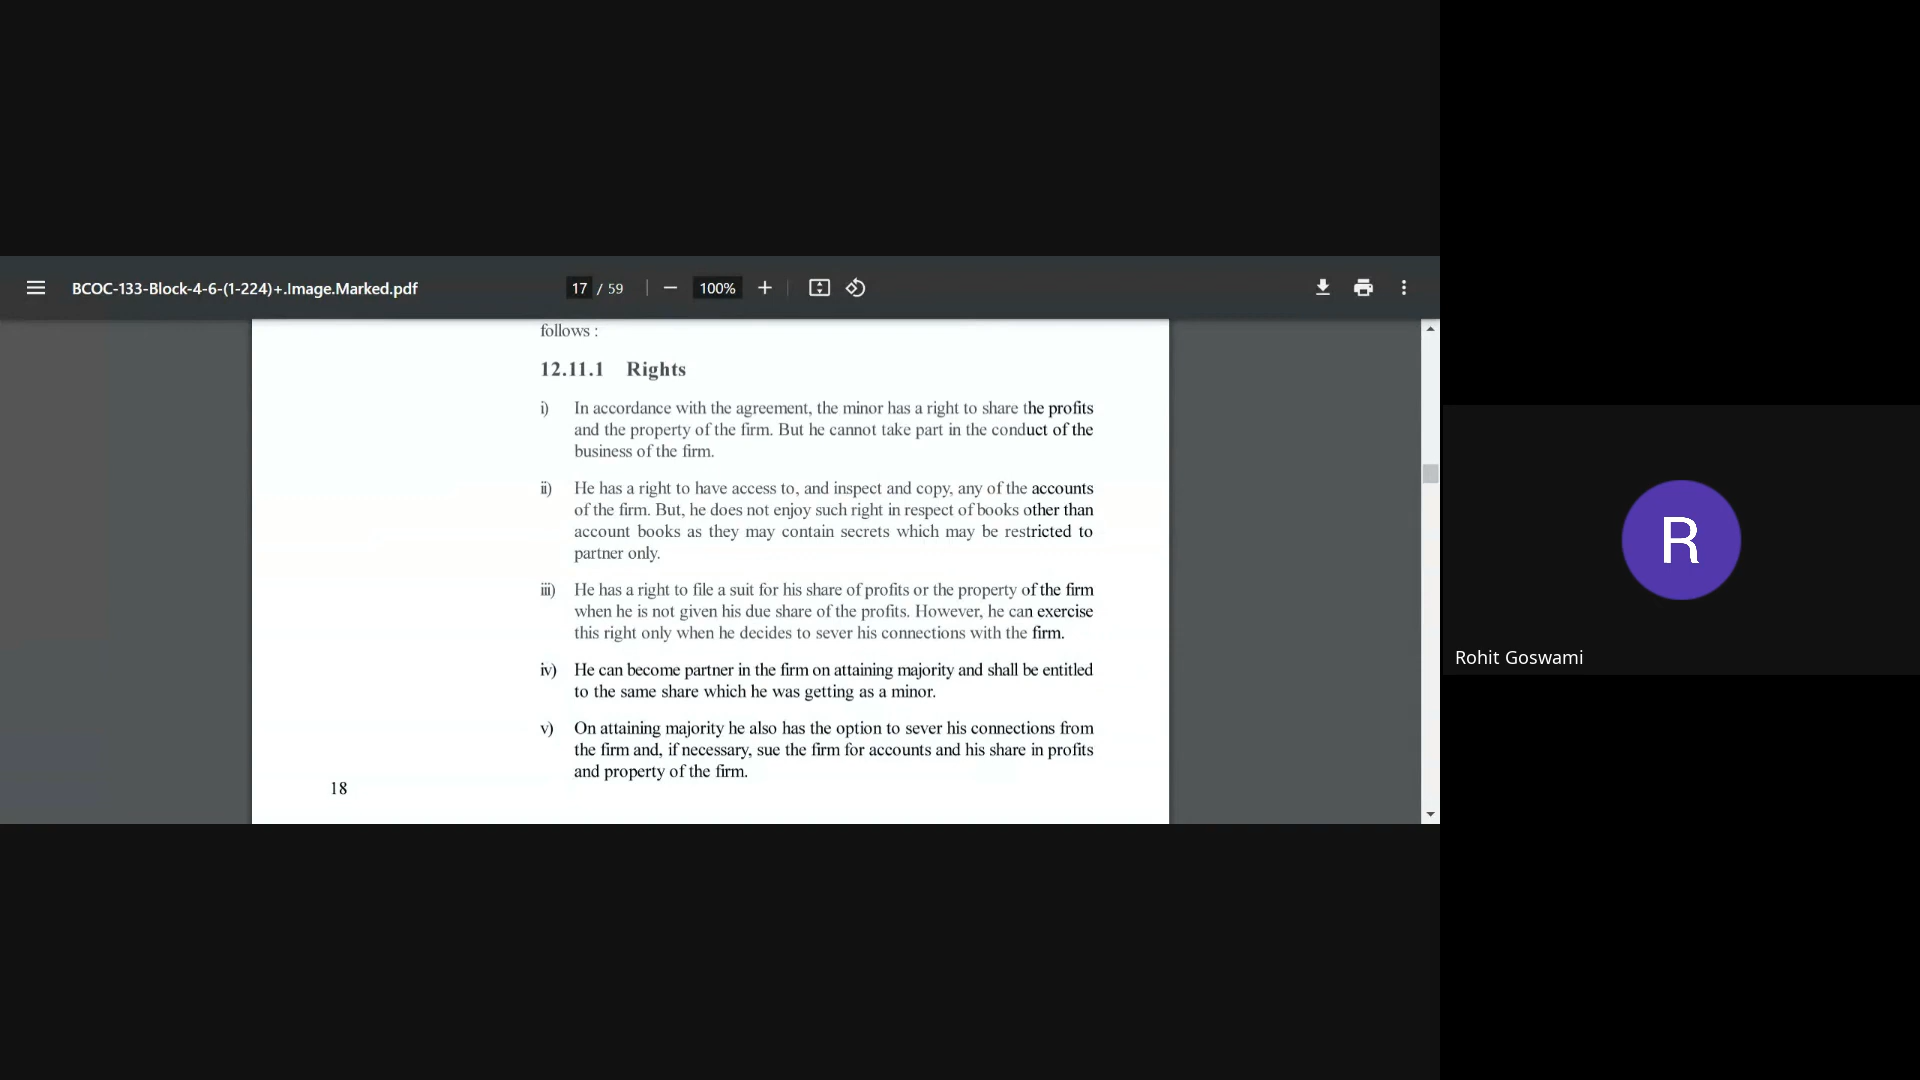 BCOC-133-Block-4-6-(1-224)+.Image.Marked.pdf
17 / 59
100%
follows :
12.11.1 Rights
i) In accordance with the agreement, the minor has a right to share the profits
and the property of the firm. But he cannot take part in the conduct of the
business of the firm.
ii) He has a right to have access to, and inspect and copy, any of the accounts
of the firm. But, he does not enjoy such right in respect of books other than
account books as they may contain secrets which may be restricted to
partner only.
iii) He has a right to file a suit for his share of profits or the property of the firm
when he is not given his due share of the profits. However, he can exercise
this right only when he decides to sever his connections with the firm.
iv) He can become partner in the firm on attaining majority and shall be entitled
to the same share which he was getting as a minor.
v) On attaining majority he also has the option to sever his connections from
the firm and, if necessary, sue the firm for accounts and his share in profits
and property of the firm.
18
R
Rohit Goswami